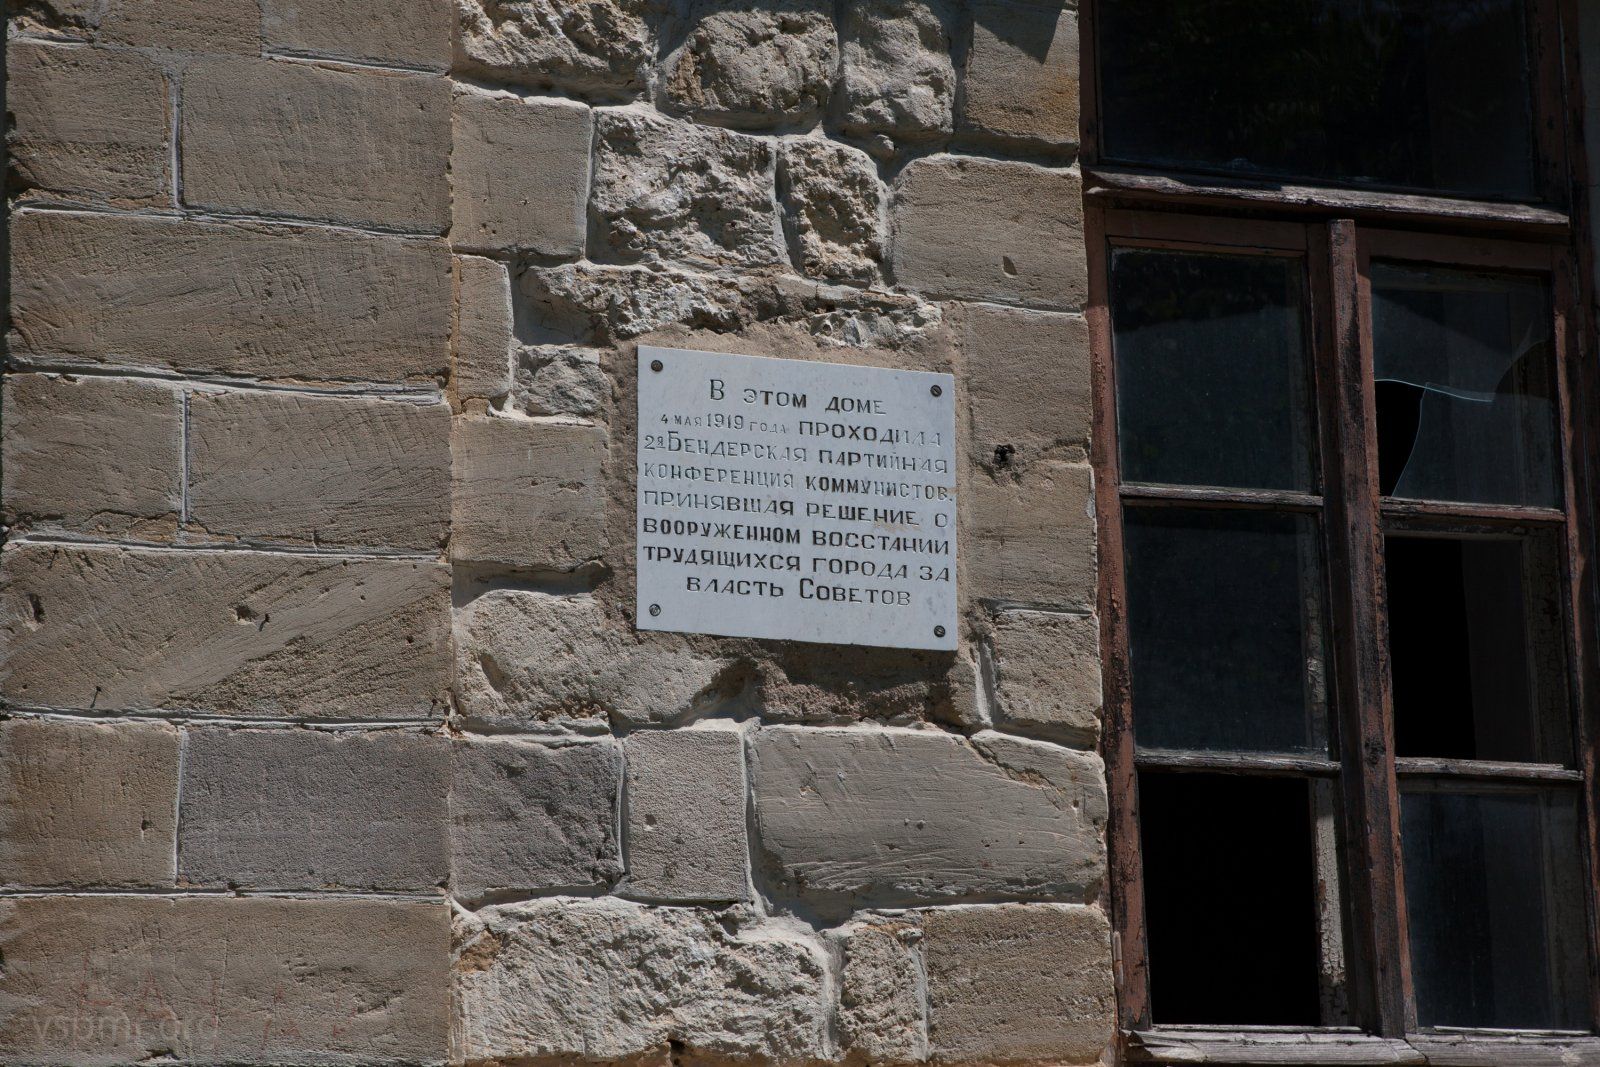 В этом доме
4 мая 1919 года проходила
2я Бендерская партийная
конференция коммунистов,
принявшая решение о
вооруженном восстании
трудящихся города за
власть Советов